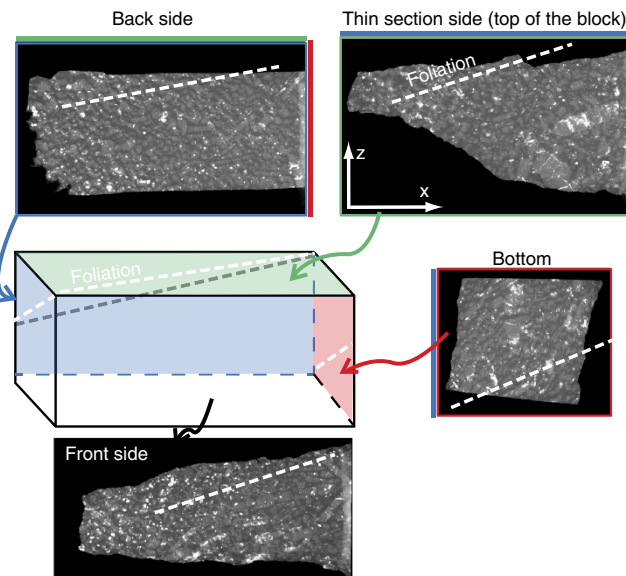 Back side
Thin section side (top of the block)
Foliation
z
x
Foliation
Bottom
Front side